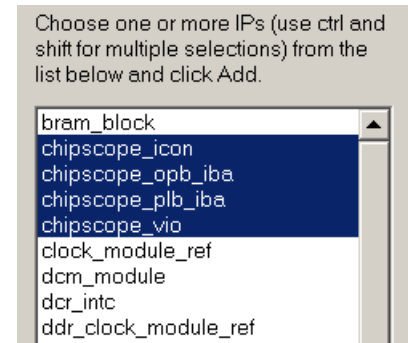 Choose one or more IPs (use ctrl and
shift for multiple selections) from the
list below and click Add.
bram_block
chipscope_icon
chipscope_opb_iba
chipscope_plb_iba
chipscope_vio
clock_module_ref
dcm_module
dcr_intc
ddr_clock_module_ref